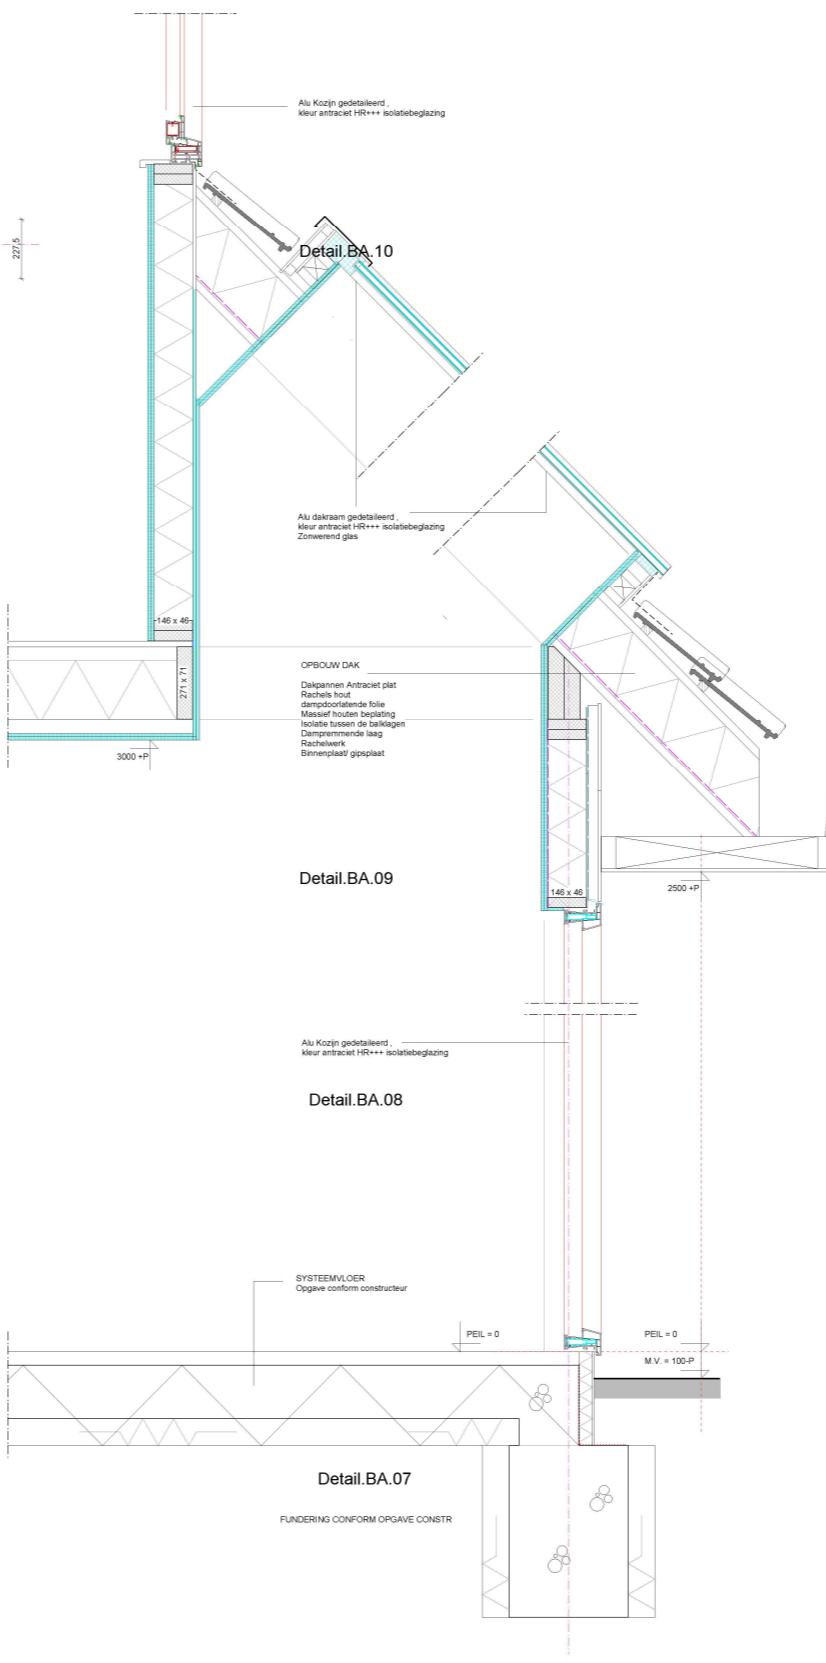 Alu Kozijn gedetaileerd ,
kleur antraciet HR+++ isolatiebeglazing
227,5
Detail.BA.10
Alu dakraam gedetaileerd ,
kleur antraciet HR+++ isolatiebeglazing
Zonwerend glas
146 x 46
271 x 71
OPBOUW DAK
Dakpannen Antraciet plat
Rachels hout
dampdoorlatende folie
Massief houten beplating
Isolatie tussen de balklagen
Dampremmende laag
Rachelwerk
Binnenplaat/ gipsplaat
3000 +P
Detail.BA.09
146 x 46
2500 +P
Alu Kozijn gedetaileerd ,
kleur antraciet HR+++ isolatiebeglazing
Detail.BA.08
SYSTEEMVLOER
Opgave conform constructeur
PEIL = 0
PEIL = 0
M.V. = 100-P
Detail.BA.07
FUNDERING CONFORM OPGAVE CONSTR